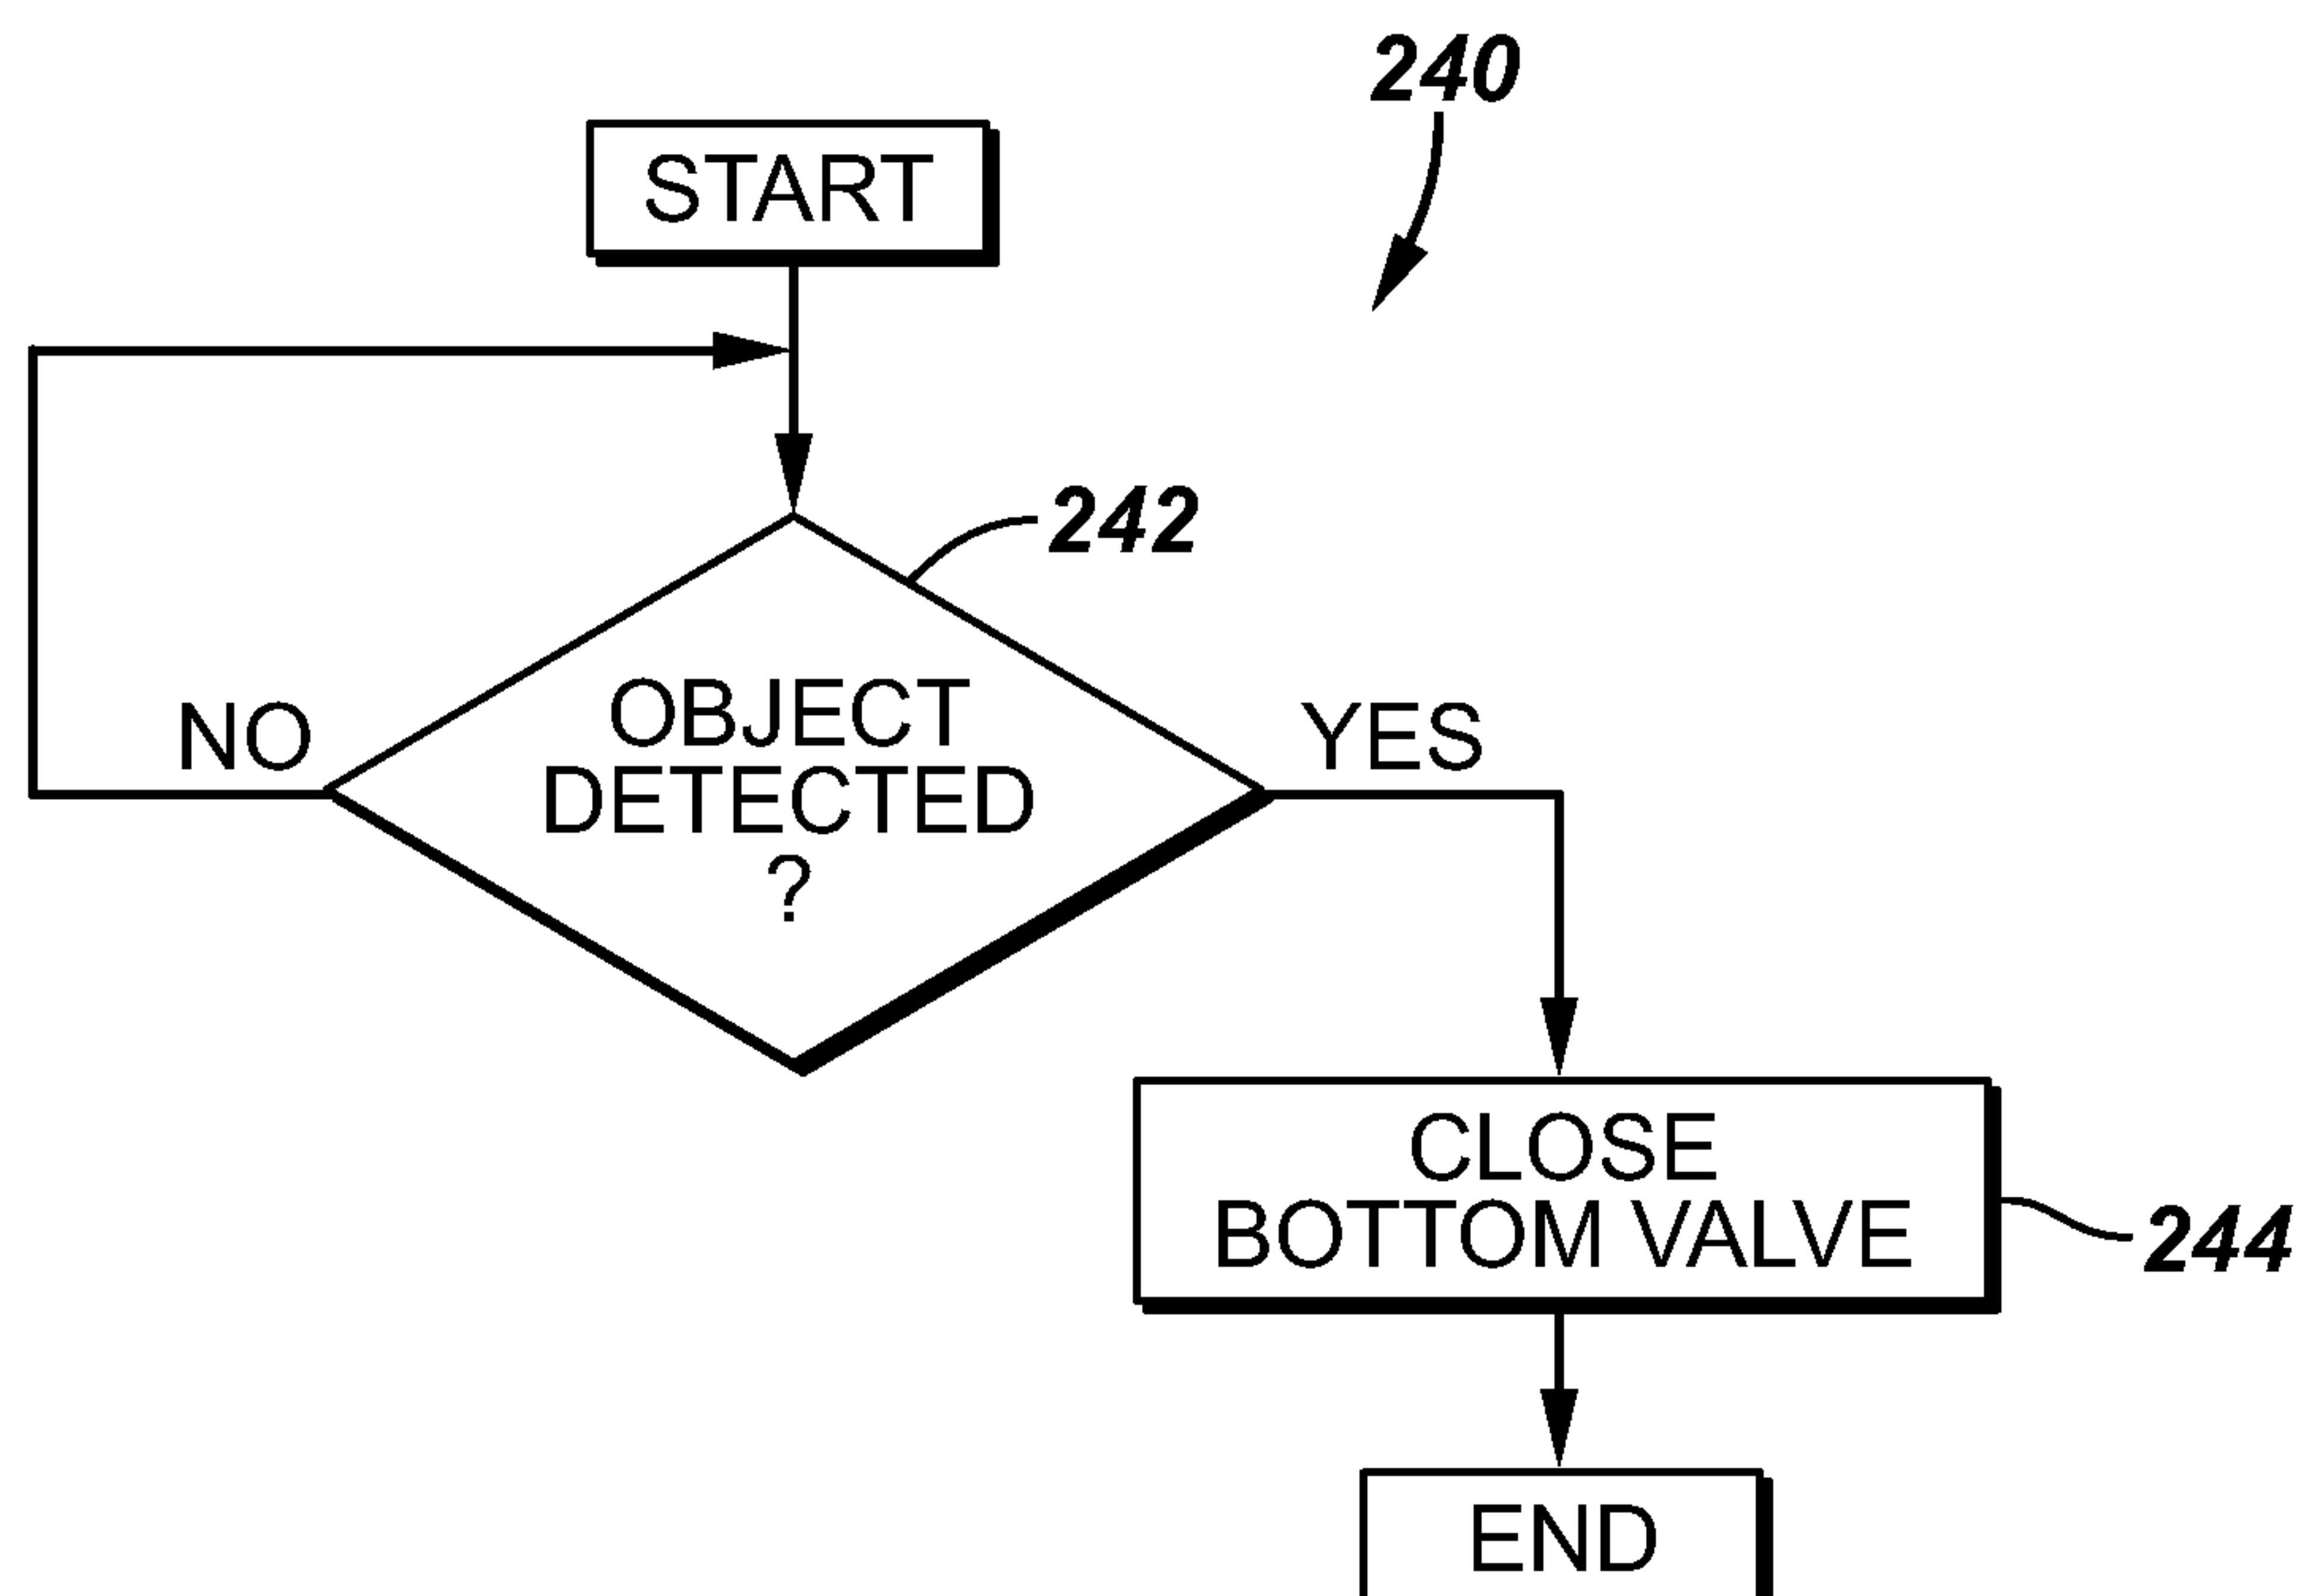 240
START
242
OBJECT
DETECTED
?
NO
YES
CLOSE
BOTTOM VALVE
244
END